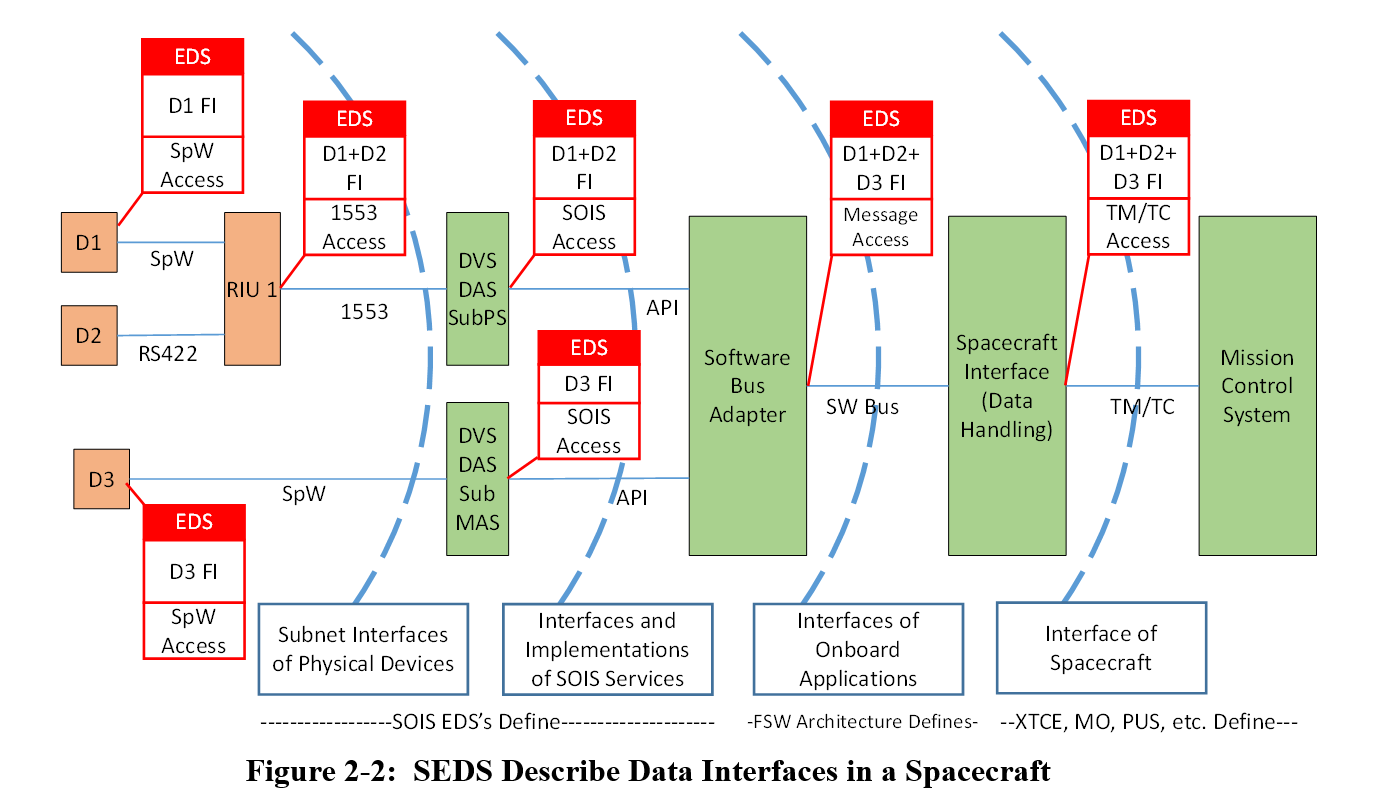 EDS
D1 FI
SpW
Access
EDS
D1+D2
FI
1553
Access
EDS
D1+D2
FI
SOIS
Access
EDS
D1+D2+
D3 FI
Message
Access
EDS
D1+D2+
D3 FI
TM/TC
Access
D1
SpW
D2
RS422
RIU 1
1553
DVS
DAS
SubPS
API
EDS
D3 FI
SOIS
Access
D3
SpW
DVS
DAS
Sub
MAS
API
EDS
D3 FI
SpW
Access
Software
Bus
Adapter
SW Bus
Spacecraft
Interface
(Data
Handling)
TM/TC
Mission
Control
System
Subnet Interfaces
of Physical Devices
Interfaces and
Implementations
of SOIS Services
Interfaces of
Onboard
Applications
Interface of
Spacecraft
------------------SOIS EDS's Define---------------------
-FSW Architecture Defines-
--XTCE, MO, PUS, etc. Define---
Figure 2-2: SEDS Describe Data Interfaces in a Spacecraft